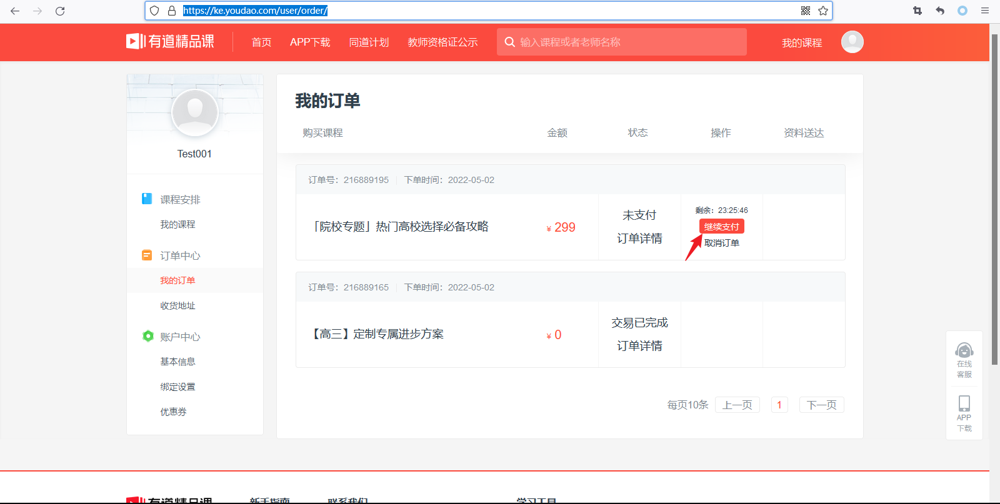 https://ke.youdao.com/user/order/
有道精品课
首页
APP下载
同道计划
教师资格证公示
输入课程或者老师名称
我的课程
Test001
课程安排
我的课程
订单中心
我的订单
收货地址
账户中心
基本信息
绑定设置
优惠券
我的订单
购买课程
金额
状态
操作
资料送达
订单号：216889195
下单时间：2022-05-02
「院校专题」热门高校选择必备攻略
¥ 299
未支付
订单详情
剩余：23:25:46
继续支付
取消订单
订单号：216889165
下单时间：2022-05-02
【高三】定制专属进步方案
¥ 0
交易已完成
订单详情
每页10条
上一页
1
下一页
在线
客服
APP
下载
有道精品课
新手指南
联系我们
学习工具